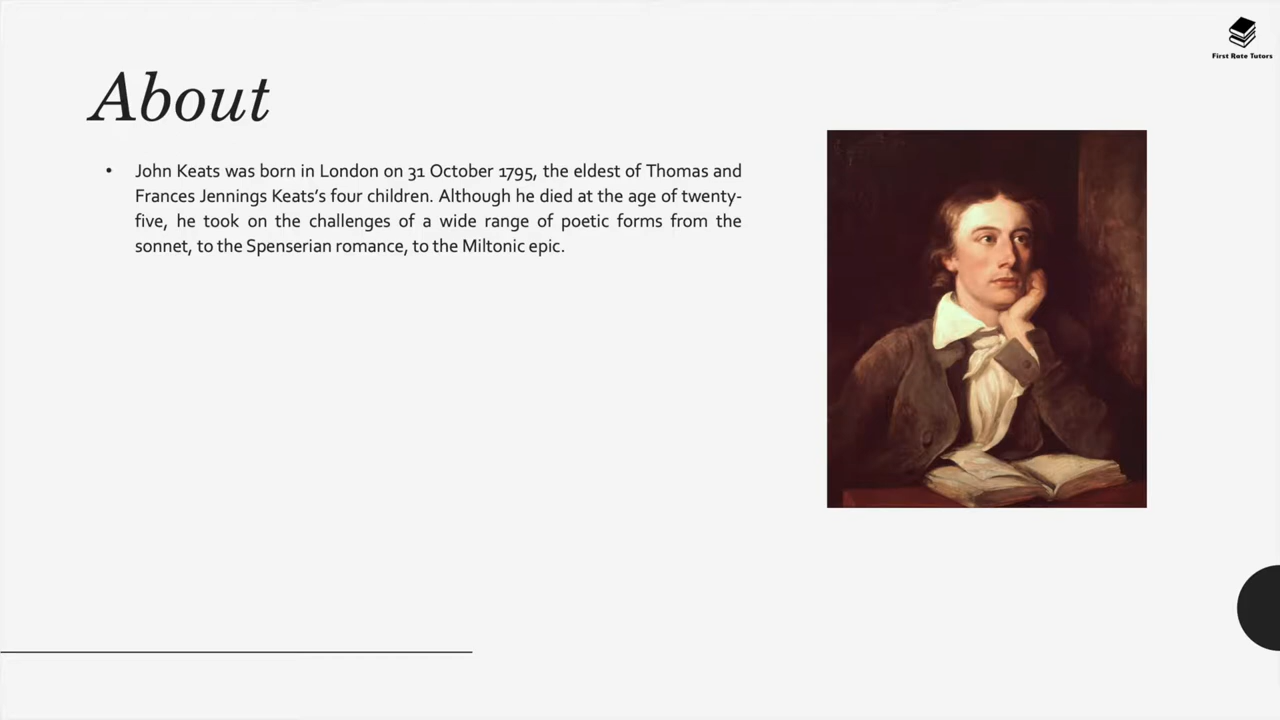 First Rate Tutors
About
• John Keats was born in London on 31 October 1795, the eldest of Thomas and
Frances Jennings Keats's four children. Although he died at the age of twenty-
five, he took on the challenges of a wide range of poetic forms from the
sonnet, to the Spenserian romance, to the Miltonic epic.